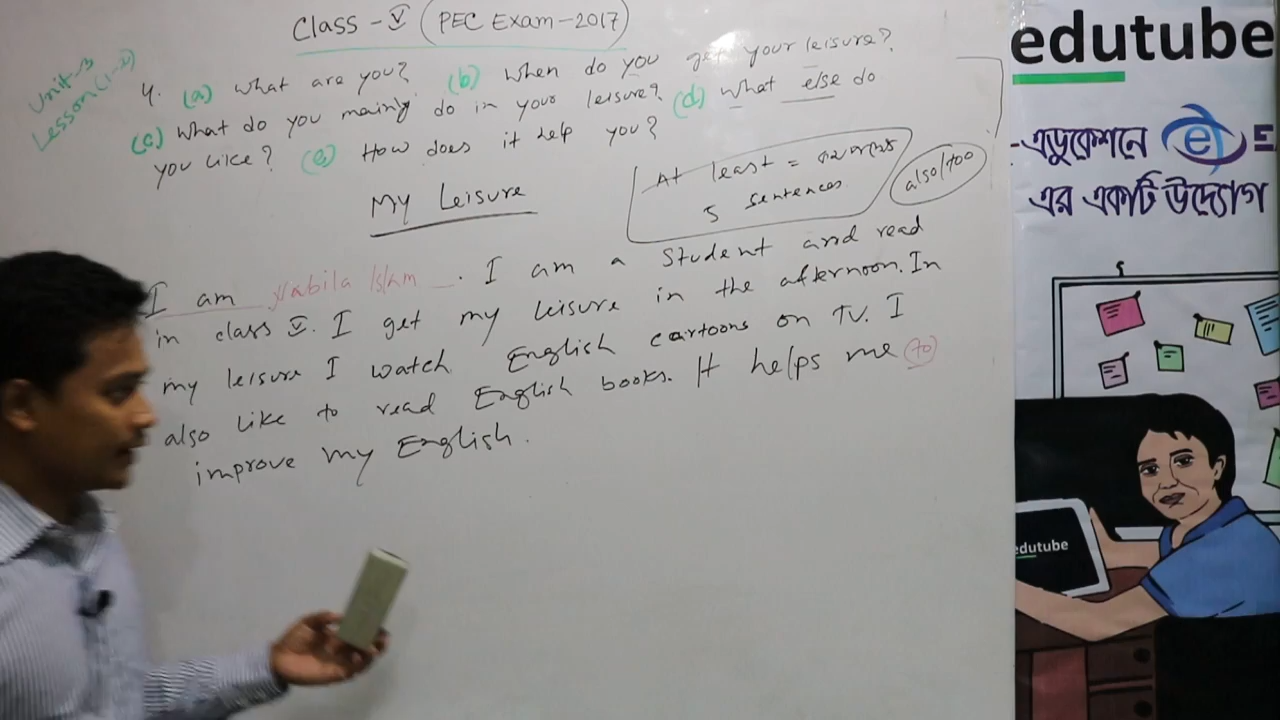 Class - V (PEC Exam-2017)
Unit-3
Lesson (1-2)
4. (a) What are you? (b) When do you get your leisure?
(c) What do you mainly do in your leisure? (d) What else do
you like? (e) How does it help you?
At least =
5 sentences
also/too
My Leisure
I am Nabila Islam. I am a student and read
in class V. I get my leisure in the afternoon. In
my leisure I watch English cartoons on TV. I
also like to read English books. It helps me (to)
improve my English.
edutube
-এডুকেশনে e E
এর একটি উদ্যোগ
edutube